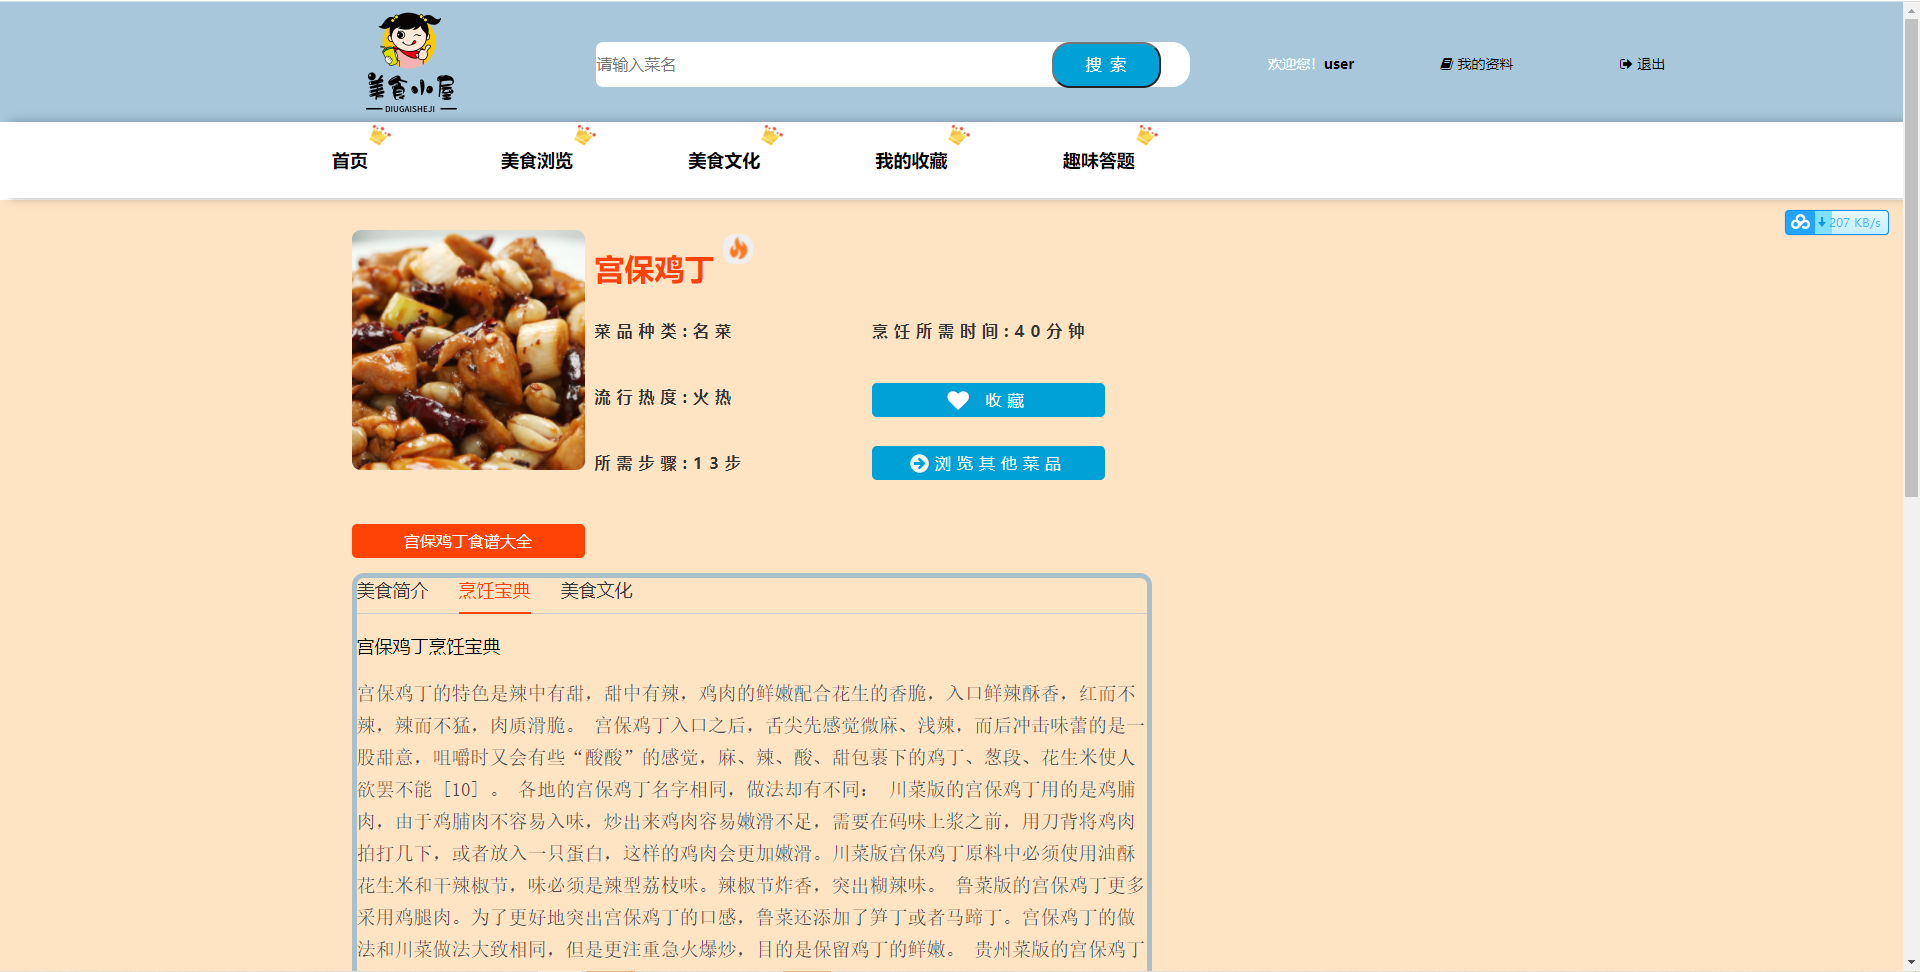 美食小屋
DIUGAISHEJI
请输入菜名
搜 索
欢迎您！user
我的资料
退出
首页
美食浏览
美食文化
我的收藏
趣味答题
207 KB/s
宫保鸡丁
菜品种类:名菜
烹饪所需时间:40分钟
流行热度:火热
收藏
所需步骤:13步
浏览其他菜品
宫保鸡丁食谱大全
美食简介
烹饪宝典
美食文化
宫保鸡丁烹饪宝典
宫保鸡丁的特色是辣中有甜，甜中有辣，鸡肉的鲜嫩配合花生的香脆，入口鲜辣酥香，红而不
辣，辣而不猛，肉质滑脆。 宫保鸡丁入口之后，舌尖先感觉微麻、浅辣，而后冲击味蕾的是一
股甜意，咀嚼时又会有些“酸酸”的感觉，麻、辣、酸、甜包裹下的鸡丁、葱段、花生米使人
欲罢不能 [10] 。 各地的宫保鸡丁名字相同，做法却有不同： 川菜版的宫保鸡丁用的是鸡脯
肉，由于鸡脯肉不容易入味，炒出来鸡肉容易嫩滑不足，需要在码味上浆之前，用刀背将鸡肉
拍打几下，或者放入一只蛋白，这样的鸡肉会更加嫩滑。川菜版宫保鸡丁原料中必须使用油酥
花生米和干辣椒节，味必须是辣型荔枝味。辣椒节炸香，突出糊辣味。 鲁菜版的宫保鸡丁更多
采用鸡腿肉。为了更好地突出宫保鸡丁的口感，鲁菜还添加了笋丁或者马蹄丁。宫保鸡丁的做
法和川菜做法大致相同，但是更注重急火爆炒，目的是保留鸡丁的鲜嫩。 贵州菜版的宫保鸡丁